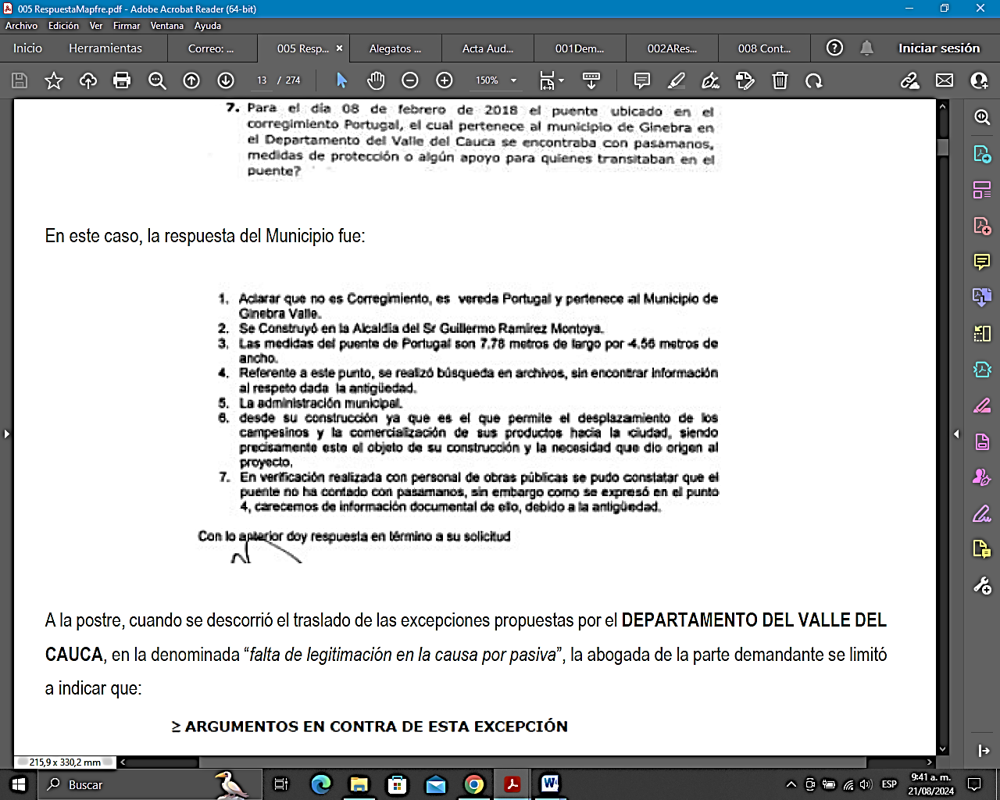 005 RespuestaMapfre.pdf - Adobe Acrobat Reader (64-bit)
Archivo Edición Ver Firmar Ventana Ayuda
Inicio Herramientas Correo: ... 005 Resp... × Alegatos ... Acta Aud... 001Dem... 002ARes... 008 Cont... Iniciar sesión
13 / 274 150%
7. Para el día 08 de febrero de 2018 el puente ubicado en el
corregimiento Portugal, el cual pertenece al municipio de Ginebra en
el Departamento del Valle del Cauca se encontraba con pasamanos,
medidas de protección o algún apoyo para quienes transitaban en el
puente?
En este caso, la respuesta del Municipio fue:
1. Aclarar que no es Corregimiento, es vereda Portugal y pertenece al Municipio de
Ginebra Valle.
2. Se Construyó en la Alcaldía del Sr Guillermo Ramirez Montoya.
3. Las medidas del puente de Portugal son 7.78 metros de largo por 4.56 metros de
ancho.
4. Referente a este punto, se realizó búsqueda en archivos, sin encontrar información
al respeto dada la antigüedad.
5. La administración municipal.
6. desde su construcción ya que es el que permite el desplazamiento de los
campesinos y la comercialización de sus productos hacia la ciudad, siendo
precisamente este el objeto de su construcción y la necesidad que dio origen al
proyecto.
7. En verificación realizada con personal de obras públicas se pudo constatar que el
puente no ha contado con pasamanos, sin embargo como se expresó en el punto
4, carecemos de información documental de ello, debido a la antigüedad.
Con lo anterior doy respuesta en término a su solicitud
A la postre, cuando se descorrió el traslado de las excepciones propuestas por el DEPARTAMENTO DEL VALLE DEL
CAUCA, en la denominada “falta de legitimación en la causa por pasiva”, la abogada de la parte demandante se limitó
a indicar que:
≥ ARGUMENTOS EN CONTRA DE ESTA EXCEPCIÓN
215,9 x 330,2 mm
Buscar
ESP
9:41 a. m.
21/08/2024